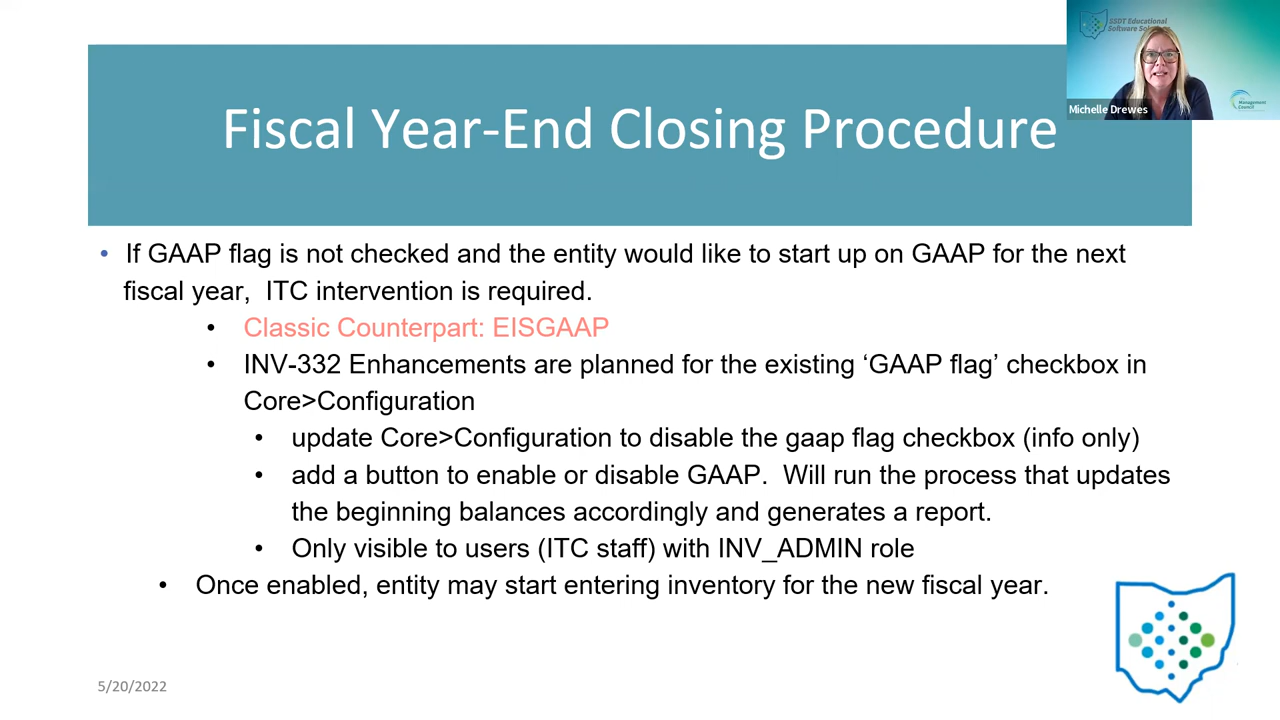 SSDT Educational
Software Solutions
Management
Council
Michelle Drewes
Fiscal Year-End Closing Procedure
• If GAAP flag is not checked and the entity would like to start up on GAAP for the next
fiscal year,  ITC intervention is required.
• Classic Counterpart: EISGAAP
• INV-332 Enhancements are planned for the existing ‘GAAP flag’ checkbox in
Core>Configuration
• update Core>Configuration to disable the gaap flag checkbox (info only)
• add a button to enable or disable GAAP.  Will run the process that updates
the beginning balances accordingly and generates a report.
• Only visible to users (ITC staff) with INV_ADMIN role
• Once enabled, entity may start entering inventory for the new fiscal year.
5/20/2022